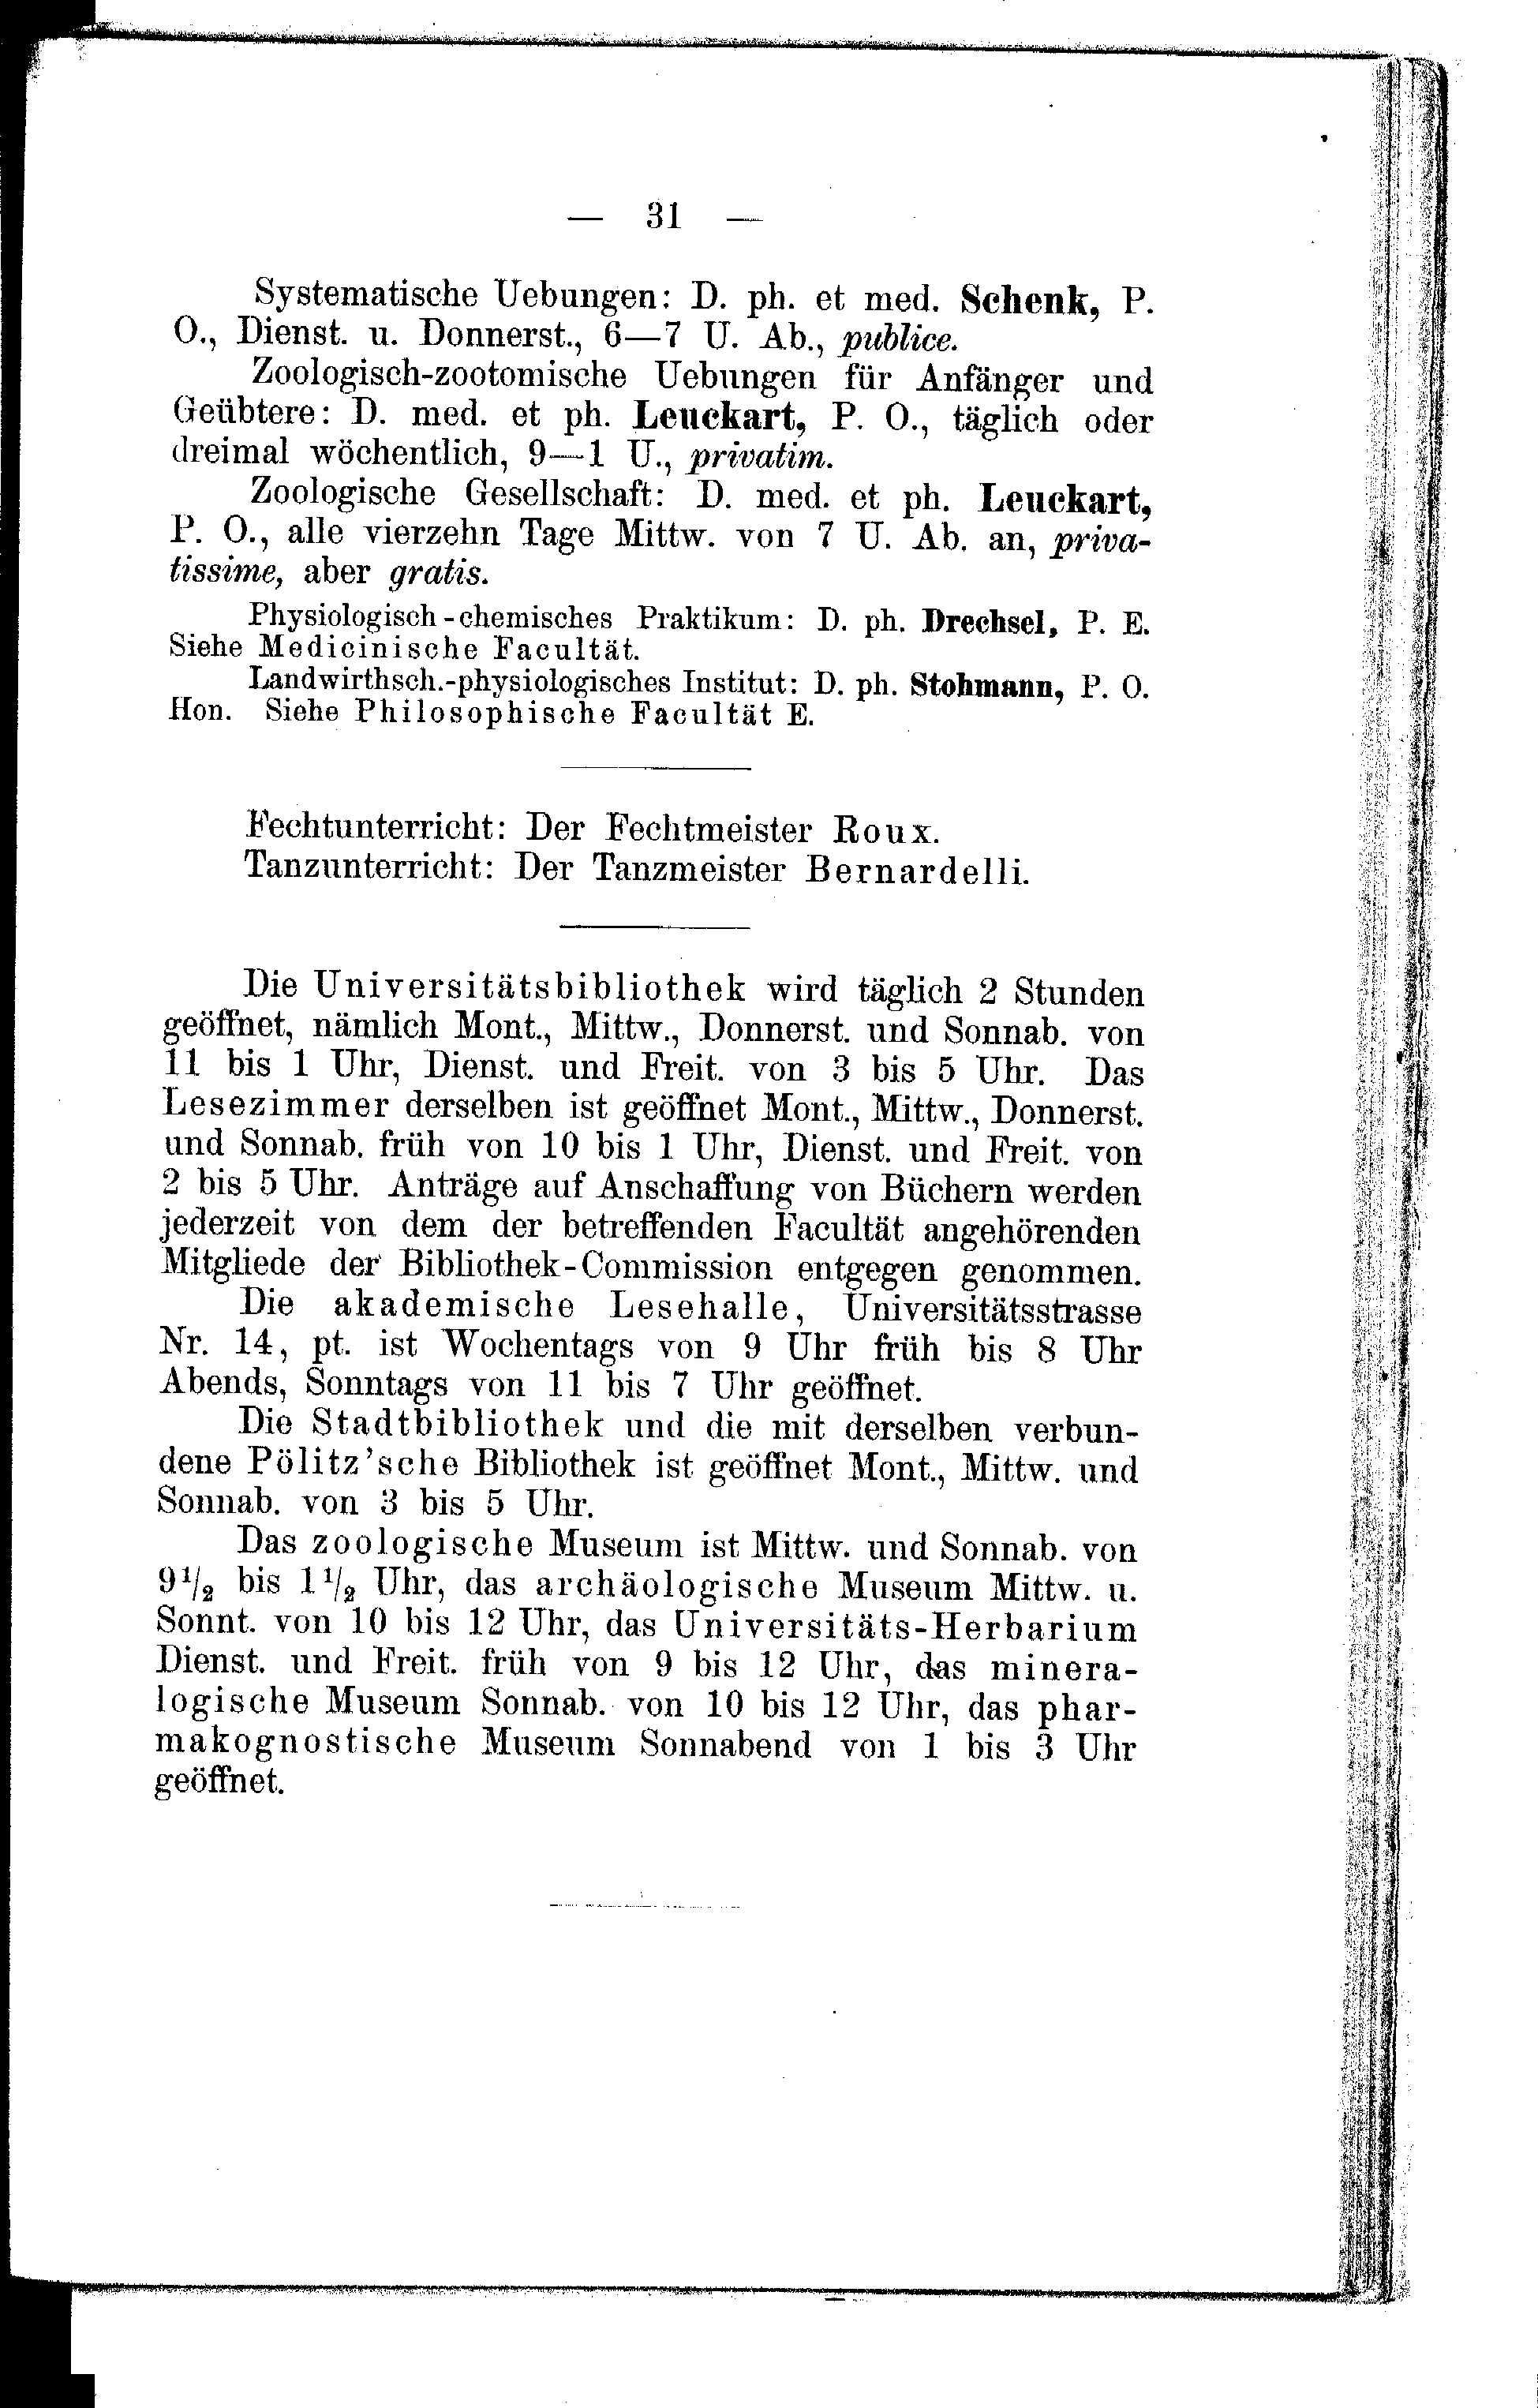 — 31 —
Systematische Uebungen: D. ph. et med. Schenk, P.
O., Dienst. u. Donnerst., 6—7 U. Ab., publice.
Zoologisch-zootomische Uebungen für Anfänger und
Geübtere: D. med. et ph. Leuckart, P. O., täglich oder
dreimal wöchentlich, 9—1 U., privatim.
Zoologische Gesellschaft: D. med. et ph. Leuckart,
P. O., alle vierzehn Tage Mittw. von 7 U. Ab. an, priva-
tissime, aber gratis.
Physiologisch-chemisches Praktikum: D. ph. Drechsel, P. E.
Siehe Medicinische Facultät.
Landwirthsch.-physiologisches Institut: D. ph. Stohmann, P. O.
Hon. Siehe Philosophische Facultät E.
Fechtunterricht: Der Fechtmeister Roux.
Tanzunterricht: Der Tanzmeister Bernardelli.
Die Universitätsbibliothek wird täglich 2 Stunden
geöffnet, nämlich Mont., Mittw., Donnerst. und Sonnab. von
11 bis 1 Uhr, Dienst. und Freit. von 3 bis 5 Uhr. Das
Lesezimmer derselben ist geöffnet Mont., Mittw., Donnerst.
und Sonnab. früh von 10 bis 1 Uhr, Dienst. und Freit. von
2 bis 5 Uhr. Anträge auf Anschaffung von Büchern werden
jederzeit von dem der betreffenden Facultät angehörenden
Mitgliede der Bibliothek-Commission entgegen genommen.
Die akademische Lesehalle, Universitätsstrasse
Nr. 14, pt. ist Wochentags von 9 Uhr früh bis 8 Uhr
Abends, Sonntags von 11 bis 7 Uhr geöffnet.
Die Stadtbibliothek und die mit derselben verbun-
dene Pölitz'sche Bibliothek ist geöffnet Mont., Mittw. und
Sonnab. von 3 bis 5 Uhr.
Das zoologische Museum ist Mittw. und Sonnab. von
9 1/2 bis 1 1/2 Uhr, das archäologische Museum Mittw. u.
Sonnt. von 10 bis 12 Uhr, das Universitäts-Herbarium
Dienst. und Freit. früh von 9 bis 12 Uhr, das minera-
logische Museum Sonnab. von 10 bis 12 Uhr, das phar-
makognostische Museum Sonnabend von 1 bis 3 Uhr
geöffnet.